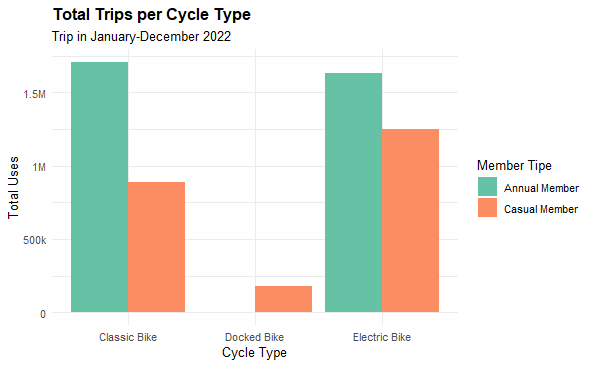 Total Trips per Cycle Type
Trip in January-December 2022
Total Uses
1.5M
1M
500k
0
Classic Bike
Docked Bike
Electric Bike
Cycle Type
Member Tipe
Annual Member
Casual Member